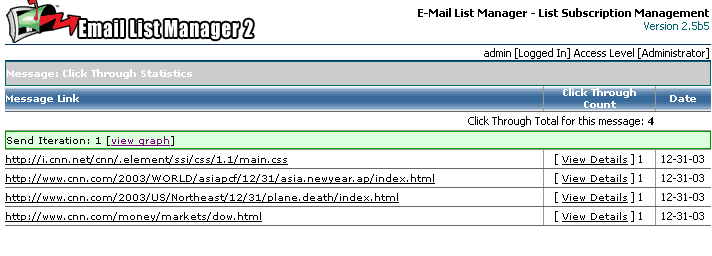 Email List Manager 2
E-Mail List Manager - List Subscription Management
Version 2.5b5
admin [Logged In] Access Level [Administrator]
Message: Click Through Statistics
Message Link Click Through Count Date
Click Through Total for this message: 4
Send Iteration: 1 [view graph]
http://i.cnn.net/cnn/.element/ssi/css/1.1/main.css [ View Details ] 1 12-31-03
http://www.cnn.com/2003/WORLD/asiapcf/12/31/asia.newyear.ap/index.html [ View Details ] 1 12-31-03
http://www.cnn.com/2003/US/Northeast/12/31/plane.death/index.html [ View Details ] 1 12-31-03
http://www.cnn.com/money/markets/dow.html [ View Details ] 1 12-31-03